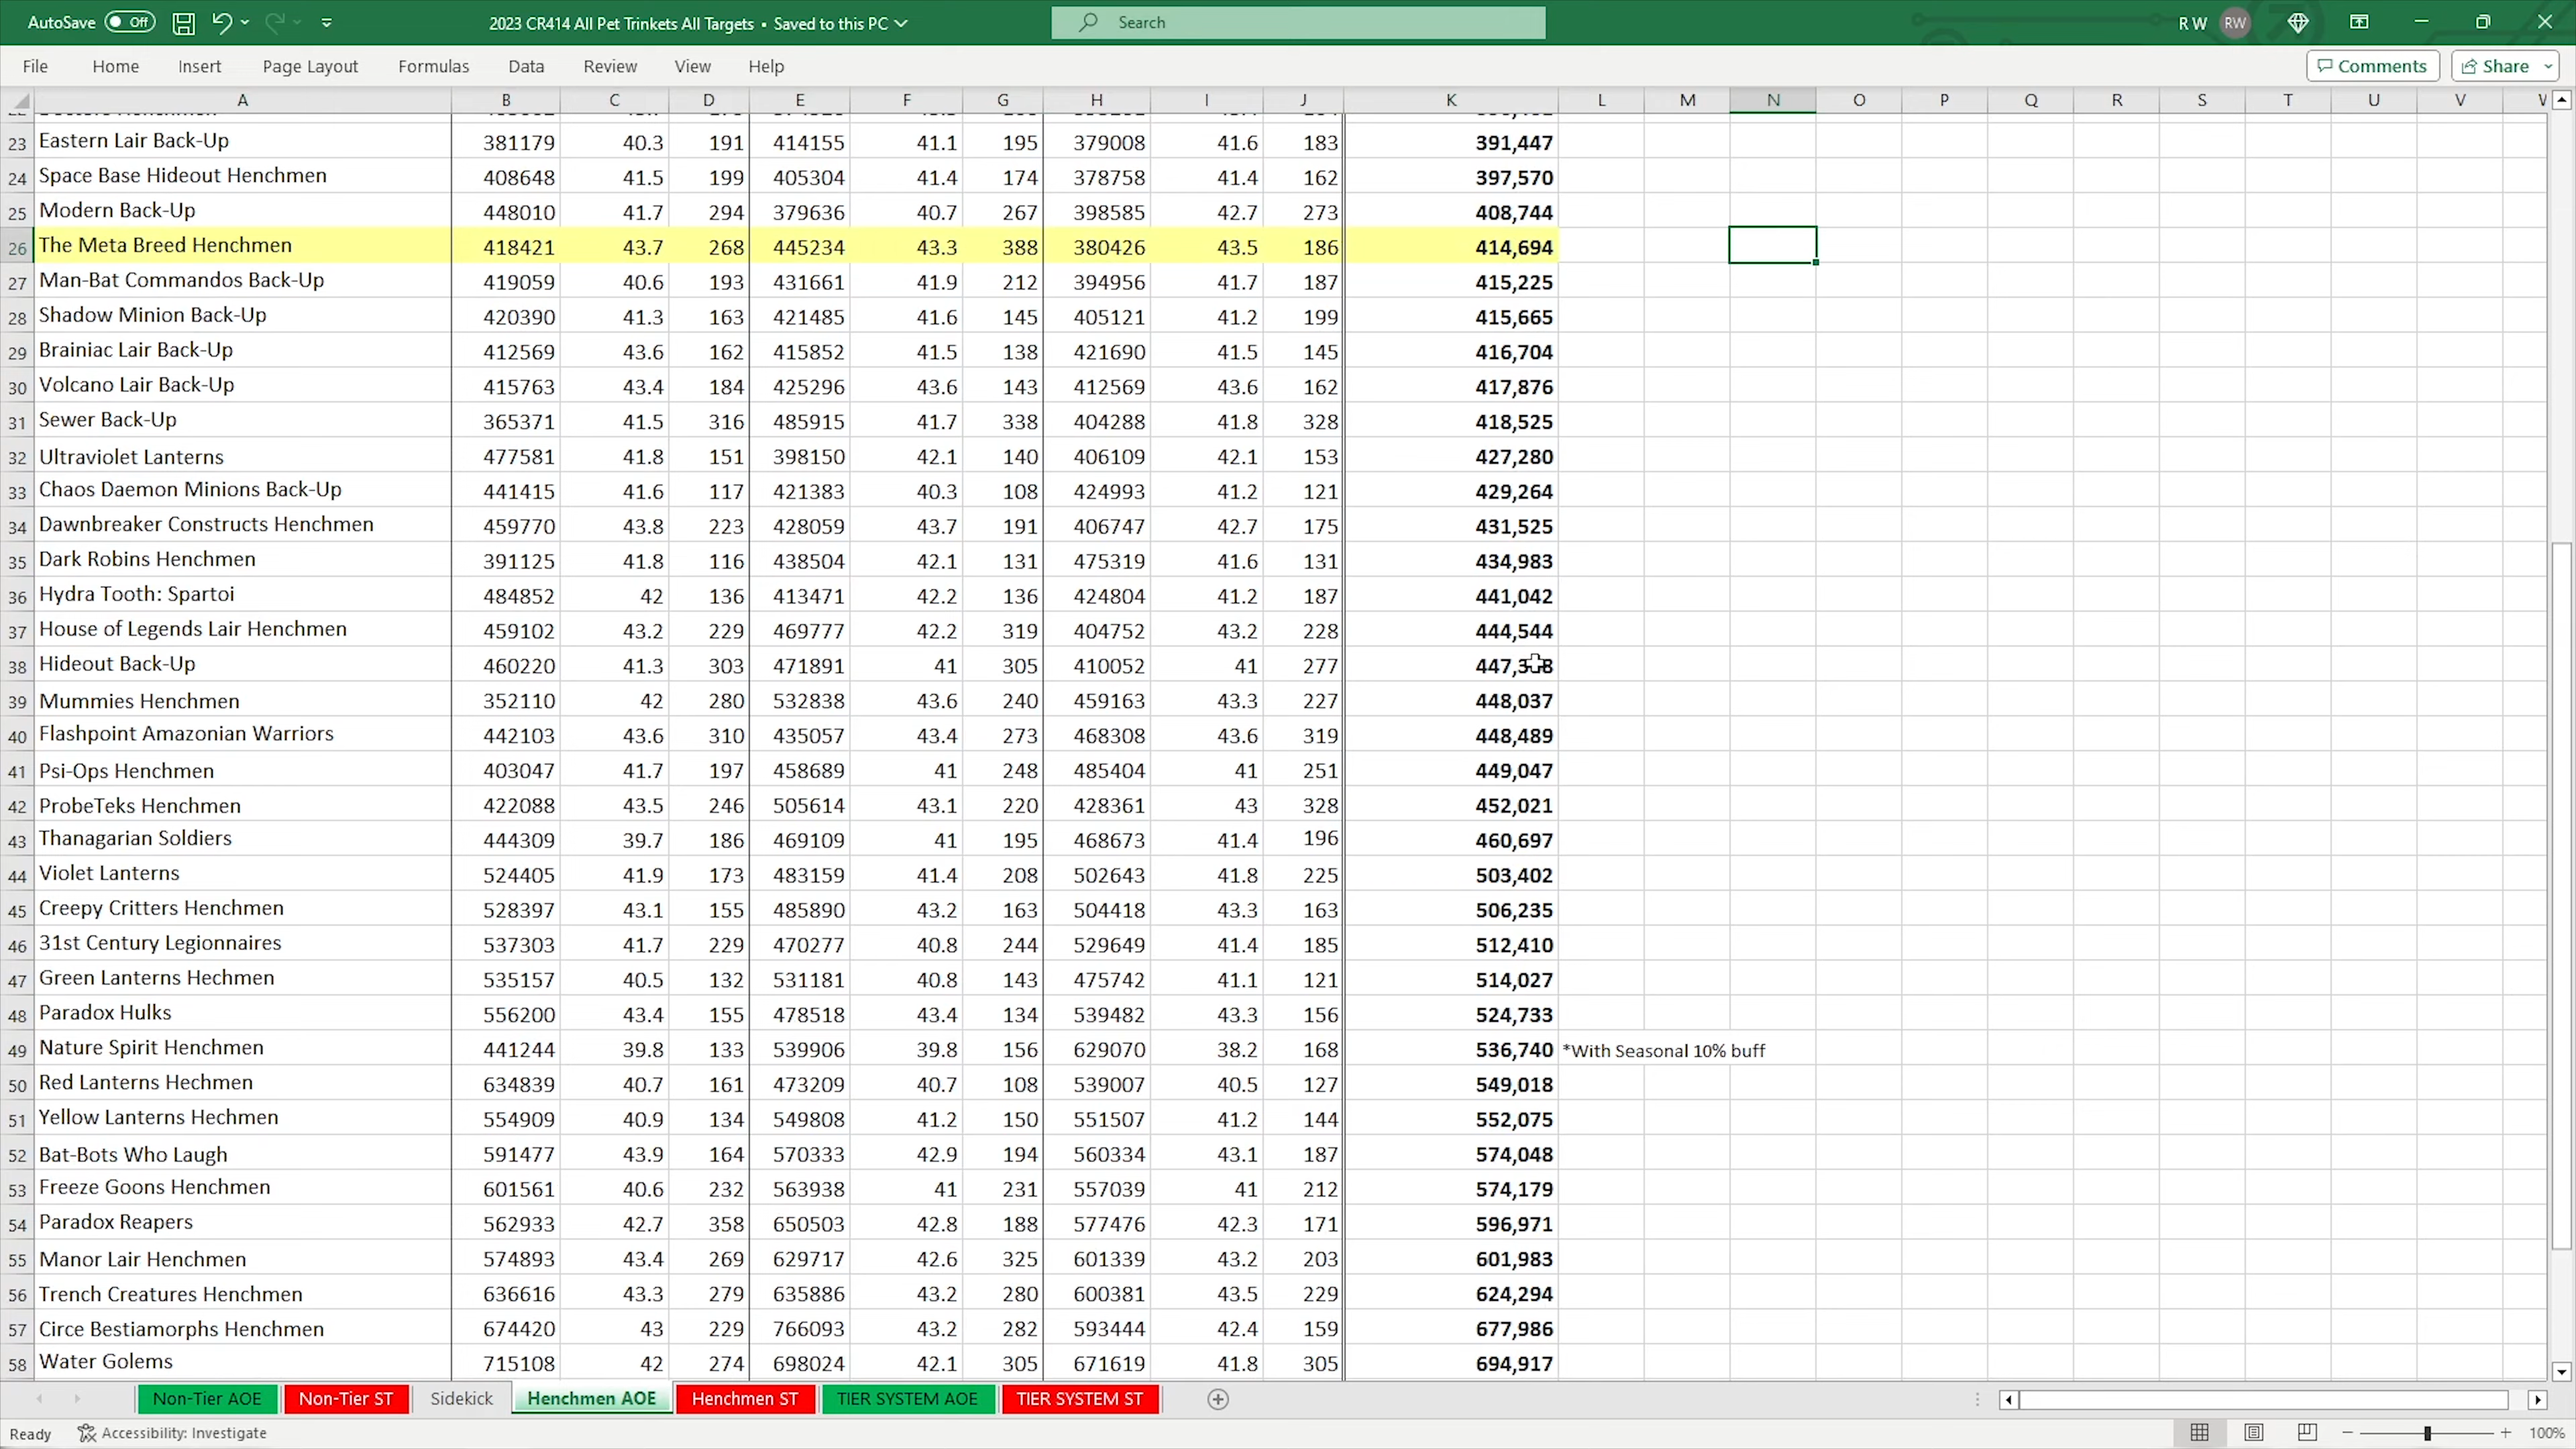 AutoSave Off 2023 CR414 All Pet Trinkets All Targets • Saved to this PC Search R W RW
File Home Insert Page Layout Formulas Data Review View Help Comments Share
A B C D E F G H I J K L M N O P Q R S T U V
23 Eastern Lair Back-Up 381179 40.3 191 414155 41.1 195 379008 41.6 183 391,447
24 Space Base Hideout Henchmen 408648 41.5 199 405304 41.4 174 378758 41.4 162 397,570
25 Modern Back-Up 448010 41.7 294 379636 40.7 267 398585 42.7 273 408,744
26 The Meta Breed Henchmen 418421 43.7 268 445234 43.3 388 380426 43.5 186 414,694
27 Man-Bat Commandos Back-Up 419059 40.6 193 431661 41.9 212 394956 41.7 187 415,225
28 Shadow Minion Back-Up 420390 41.3 163 421485 41.6 145 405121 41.2 199 415,665
29 Brainiac Lair Back-Up 412569 43.6 162 415852 41.5 138 421690 41.5 145 416,704
30 Volcano Lair Back-Up 415763 43.4 184 425296 43.6 143 412569 43.6 162 417,876
31 Sewer Back-Up 365371 41.5 316 485915 41.7 338 404288 41.8 328 418,525
32 Ultraviolet Lanterns 477581 41.8 151 398150 42.1 140 406109 42.1 153 427,280
33 Chaos Daemon Minions Back-Up 441415 41.6 117 421383 40.3 108 424993 41.2 121 429,264
34 Dawnbreaker Constructs Henchmen 459770 43.8 223 428059 43.7 191 406747 42.7 175 431,525
35 Dark Robins Henchmen 391125 41.8 116 438504 42.1 131 475319 41.6 131 434,983
36 Hydra Tooth: Spartoi 484852 42 136 413471 42.2 136 424804 41.2 187 441,042
37 House of Legends Lair Henchmen 459102 43.2 229 469777 42.2 319 404752 43.2 228 444,544
38 Hideout Back-Up 460220 41.3 303 471891 41 305 410052 41 277
39 Mummies Henchmen 352110 42 280 532838 43.6 240 459163 43.3 227 448,037
40 Flashpoint Amazonian Warriors 442103 43.6 310 435057 43.4 273 468308 43.6 319 448,489
41 Psi-Ops Henchmen 403047 41.7 197 458689 41 248 485404 41 251 449,047
42 ProbeTeks Henchmen 422088 43.5 246 505614 43.1 220 428361 43 328 452,021
43 Thanagarian Soldiers 444309 39.7 186 469109 41 195 468673 41.4 196 460,697
44 Violet Lanterns 524405 41.9 173 483159 41.4 208 502643 41.8 225 503,402
45 Creepy Critters Henchmen 528397 43.1 155 485890 43.2 163 504418 43.3 163 506,235
46 31st Century Legionnaires 537303 41.7 229 470277 40.8 244 529649 41.4 185 512,410
47 Green Lanterns Hechmen 535157 40.5 132 531181 40.8 143 475742 41.1 121 514,027
48 Paradox Hulks 556200 43.4 155 478518 43.4 134 539482 43.3 156 524,733
49 Nature Spirit Henchmen 441244 39.8 133 539906 39.8 156 629070 38.2 168 536,740 *With Seasonal 10% buff
50 Red Lanterns Hechmen 634839 40.7 161 473209 40.7 108 539007 40.5 127 549,018
51 Yellow Lanterns Hechmen 554909 40.9 134 549808 41.2 150 551507 41.2 144 552,075
52 Bat-Bots Who Laugh 591477 43.9 164 570333 42.9 194 560334 43.1 187 574,048
53 Freeze Goons Henchmen 601561 40.6 232 563938 41 231 557039 41 212 574,179
54 Paradox Reapers 562933 42.7 358 650503 42.8 188 577476 42.3 171 596,971
55 Manor Lair Henchmen 574893 43.4 269 629717 42.6 325 601339 43.2 203 601,983
56 Trench Creatures Henchmen 636616 43.3 279 635886 43.2 280 600381 43.5 229 624,294
57 Circe Bestiamorphs Henchmen 674420 43 229 766093 43.2 282 593444 42.4 159 677,986
58 Water Golems 715108 42 274 698024 42.1 305 671619 41.8 305 694,917
Non-Tier AOE Non-Tier ST Sidekick Henchmen AOE Henchmen ST TIER SYSTEM AOE TIER SYSTEM ST
Ready Accessibility: Investigate 100%